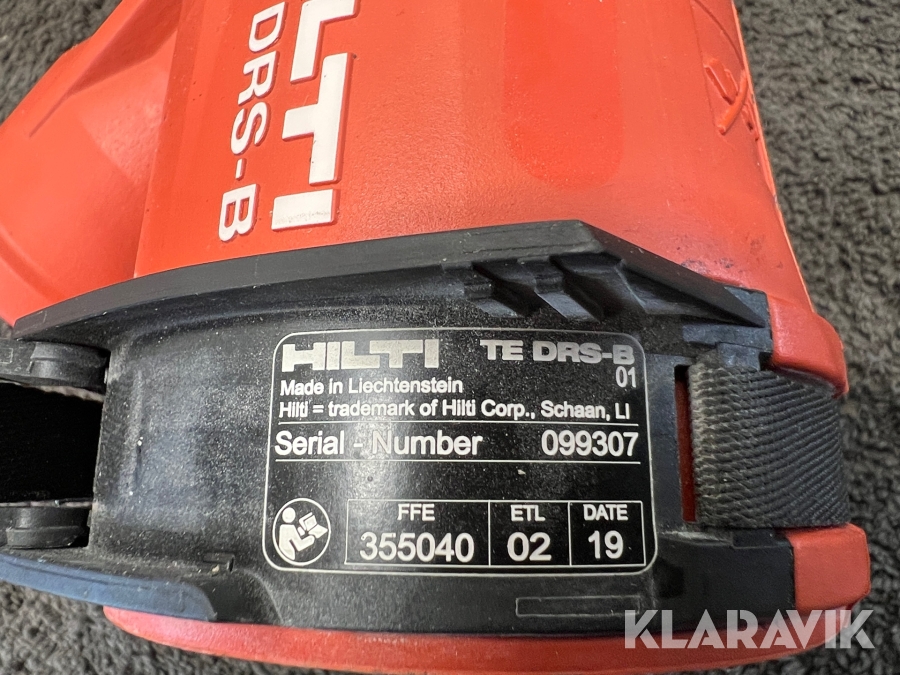 HILTI
DRS-B
HILTI TE DRS-B
01
Made in Liechtenstein
Hilti = trademark of Hilti Corp., Schaan, LI
Serial - Number 099307
FFE ETL DATE
355040 02 19
KLARAVIK